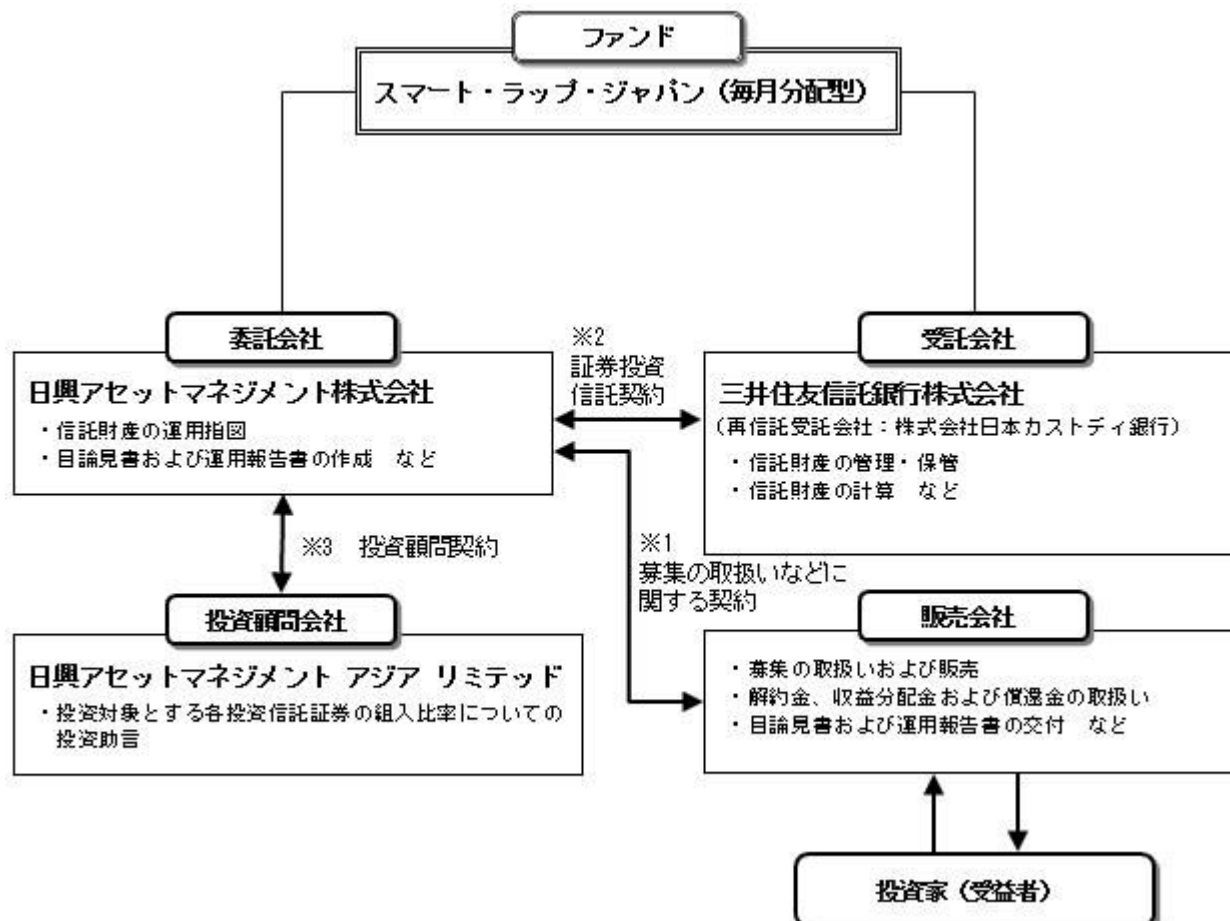 ファンド
スマート・ラップ・ジャパン（毎月分配型）
委託会社
日興アセットマネジメント株式会社
・信託財産の運用指図
・目論見書および運用報告書の作成　など
※2
証券投資
信託契約
受託会社
三井住友信託銀行株式会社
（再信託受託会社：株式会社日本カストディ銀行）
・信託財産の管理・保管
・信託財産の計算　など
※3　投資顧問契約
※1
募集の取扱いなどに
関する契約
投資顧問会社
日興アセットマネジメント アジア リミテッド
・投資対象とする各投資信託証券の組入比率についての
投資助言
販売会社
・募集の取扱いおよび販売
・解約金、収益分配金および償還金の取扱い
・目論見書および運用報告書の交付　など
投資家（受益者）